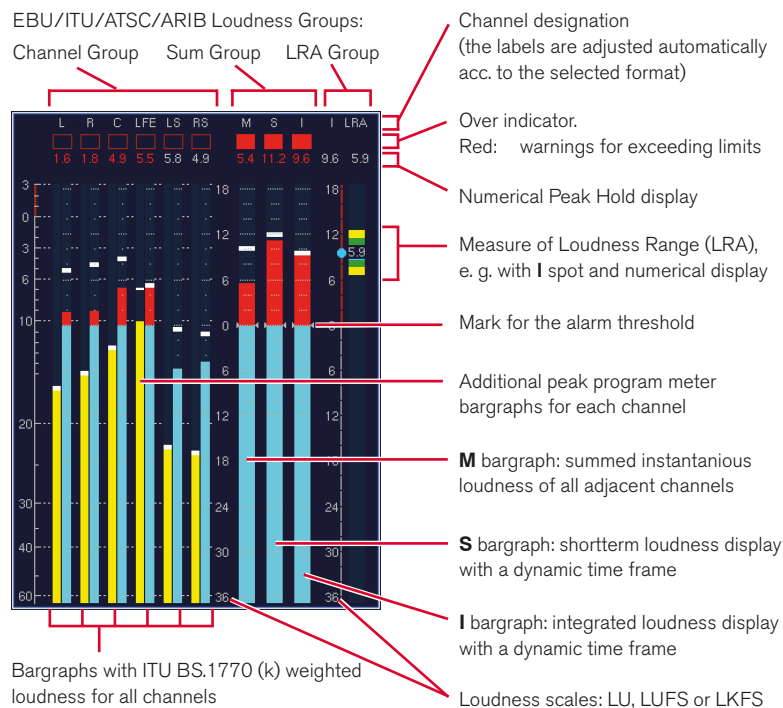 EBU/ITU/ATSC/ARIB Loudness Groups:
Channel Group Sum Group LRA Group
Channel designation
(the labels are adjusted automatically
acc. to the selected format)
L R C LFE LS RS M S I I LRA
Over indicator.
Red: warnings for exceeding limits
1.6 1.8 4.9 5.5 5.8 4.9 5.4 11.2 9.6 9.6 5.9
Numerical Peak Hold display
3 18 18
0
12 12
Measure of Loudness Range (LRA),
e. g. with I spot and numerical display
3
5.9
6 6 6
10 0 0
Mark for the alarm threshold
6 6
Additional peak program meter
bargraphs for each channel
20 12 12
18
M bargraph: summed instantanious
loudness of all adjacent channels
30 24 24
40 30 30
S bargraph: shortterm loudness display
with a dynamic time frame
60 36 36
I bargraph: integrated loudness display
with a dynamic time frame
Bargraphs with ITU BS.1770 (k) weighted
loudness for all channels
Loudness scales: LU, LUFS or LKFS